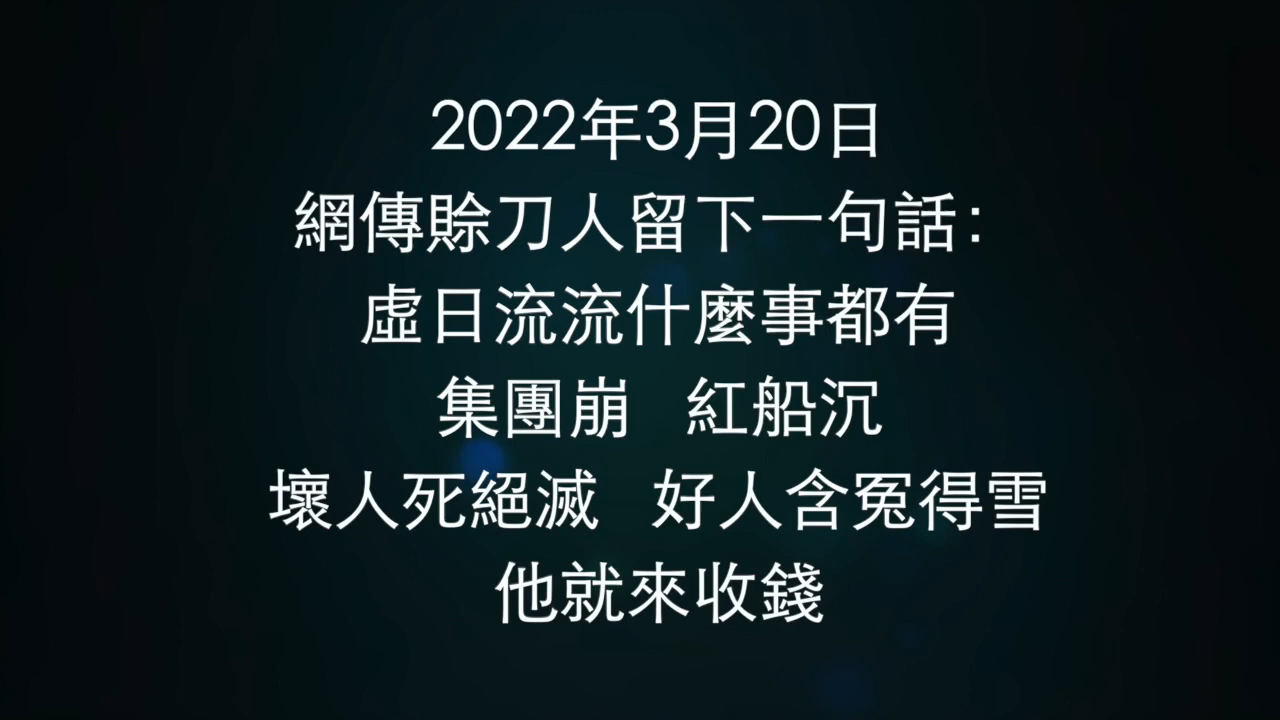 2022年3月20日
網傳賒刀人留下一句話：
虛日流流什麼事都有
集團崩 紅船沉
壞人死絕滅 好人含冤得雪
他就來收錢